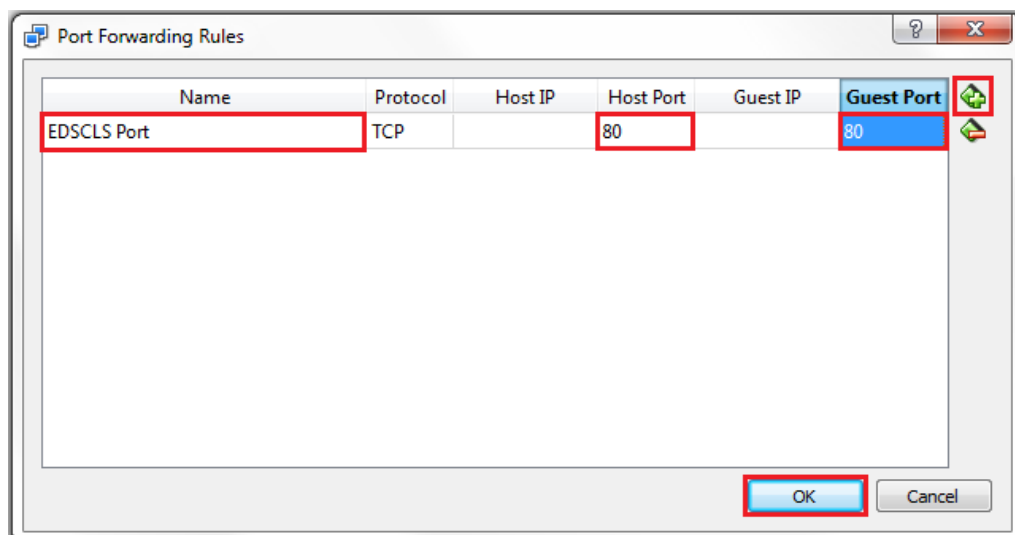 Port Forwarding Rules
Name Protocol Host IP Host Port Guest IP Guest Port
EDSCLS Port TCP 80 80
OK Cancel